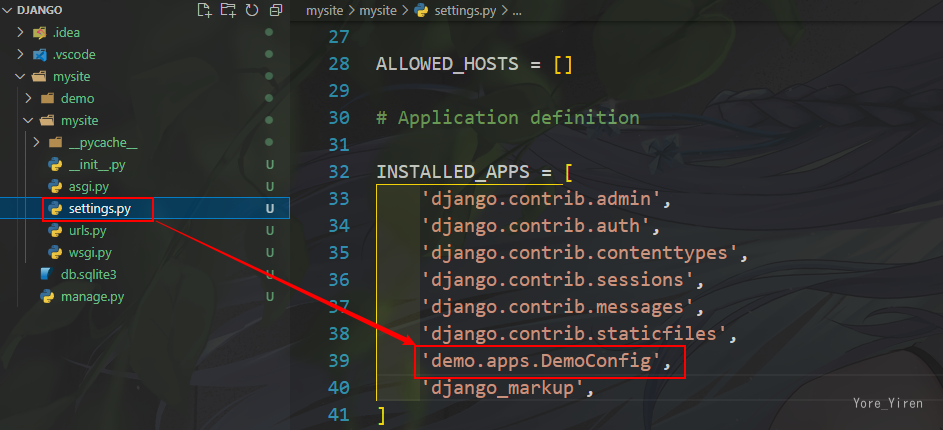 DJANGO
.idea
.vscode
mysite
demo
mysite
__pycache__
__init__.py U
asgi.py U
settings.py U
urls.py U
wsgi.py U
db.sqlite3 U
manage.py U
mysite > mysite > settings.py > ...
27
28 ALLOWED_HOSTS = []
29
30 # Application definition
31
32 INSTALLED_APPS = [
33 'django.contrib.admin',
34 'django.contrib.auth',
35 'django.contrib.contenttypes',
36 'django.contrib.sessions',
37 'django.contrib.messages',
38 'django.contrib.staticfiles',
39 'demo.apps.DemoConfig',
40 'django_markup',
41 ]
Yore_Yiren